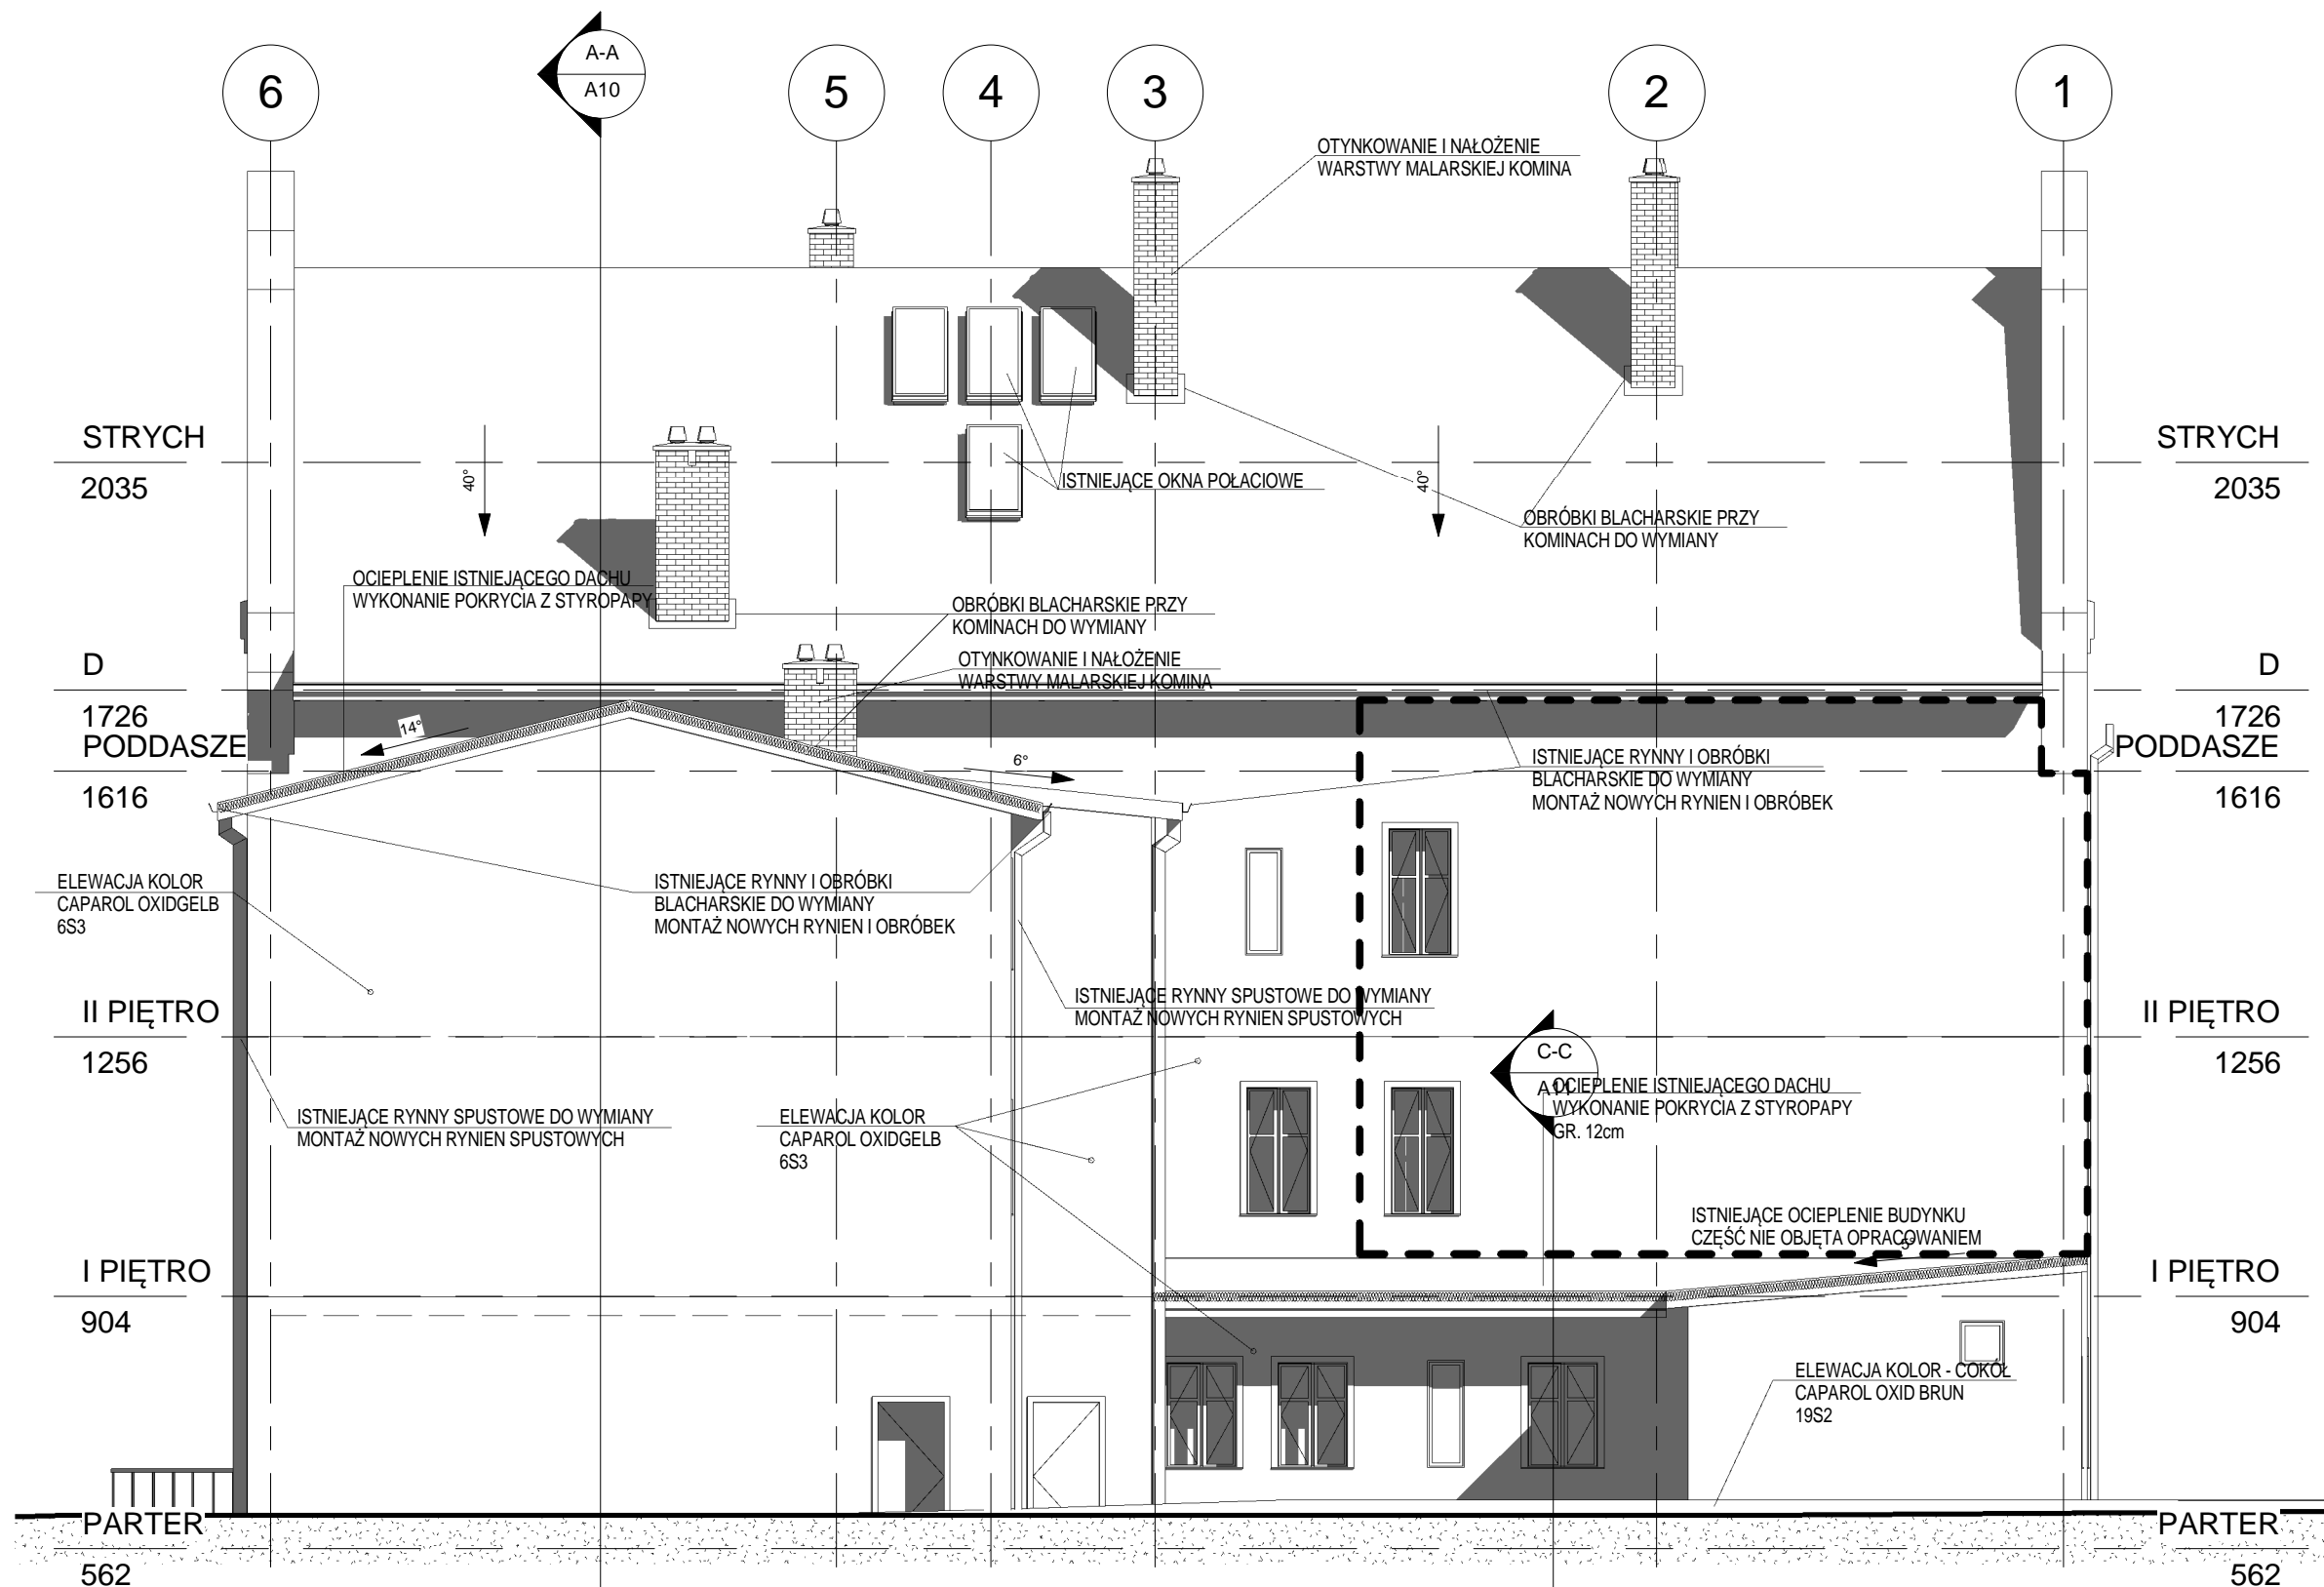 6
A-A
A10
5
4
3
2
1
OTYNKOWANIE I NAŁOŻENIE
WARSTWY MALARSKIEJ KOMINA
STRYCH
2035
40°
ISTNIEJĄCE OKNA POŁACIOWE
40°
STRYCH
2035
OBRÓBKI BLACHARSKIE PRZY
KOMINACH DO WYMIANY
OCIEPLENIE ISTNIEJĄCEGO DACHU
WYKONANIE POKRYCIA Z STYROPAPY
OBRÓBKI BLACHARSKIE PRZY
KOMINACH DO WYMIANY
OTYNKOWANIE I NAŁOŻENIE
WARSTWY MALARSKIEJ KOMINA
D
1726
D
1726
14°
6°
PODDASZE
1616
PODDASZE
1616
ISTNIEJĄCE RYNNY I OBRÓBKI
BLACHARSKIE DO WYMIANY
MONTAŻ NOWYCH RYNIEN I OBRÓBEK
ELEWACJA KOLOR
CAPAROL OXIDGELB
6S3
ISTNIEJĄCE RYNNY I OBRÓBKI
BLACHARSKIE DO WYMIANY
MONTAŻ NOWYCH RYNIEN I OBRÓBEK
ISTNIEJĄCE RYNNY SPUSTOWE DO WYMIANY
MONTAŻ NOWYCH RYNIEN SPUSTOWYCH
II PIĘTRO
1256
II PIĘTRO
1256
C-C
A11
OCIEPLENIE ISTNIEJĄCEGO DACHU
WYKONANIE POKRYCIA Z STYROPAPY
GR. 12cm
ISTNIEJĄCE RYNNY SPUSTOWE DO WYMIANY
MONTAŻ NOWYCH RYNIEN SPUSTOWYCH
ELEWACJA KOLOR
CAPAROL OXIDGELB
6S3
ISTNIEJĄCE OCIEPLENIE BUDYNKU
CZĘŚĆ NIE OBJĘTA OPRACOWANIEM
5°
I PIĘTRO
904
I PIĘTRO
904
ELEWACJA KOLOR - COKÓŁ
CAPAROL OXID BRUN
19S2
PARTER
562
PARTER
562